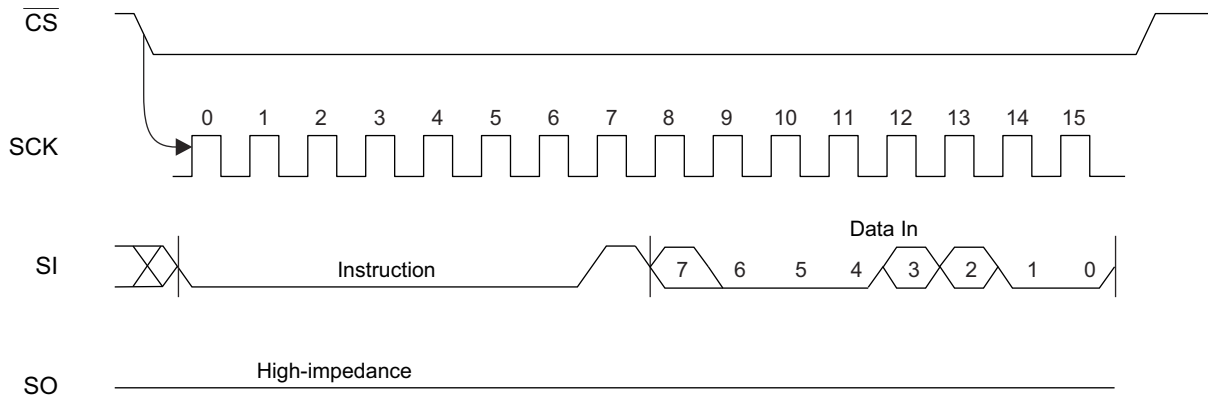 CS
0 1 2 3 4 5 6 7 8 9 10 11 12 13 14 15
SCK
Data In
SI
Instruction
7 6 5 4 3 2 1 0
High-impedance
SO